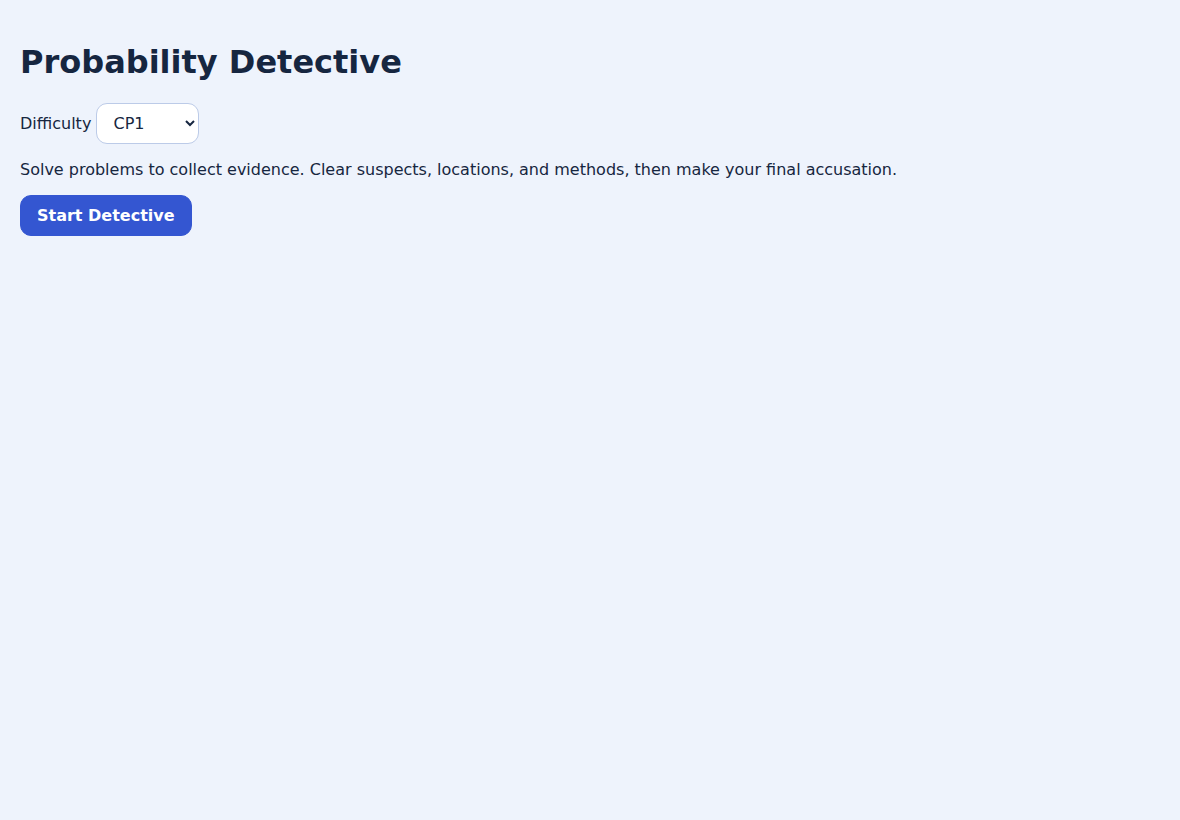 Probability Detective
Difficulty CP1
Solve problems to collect evidence. Clear suspects, locations, and methods, then make your final accusation.
Start Detective